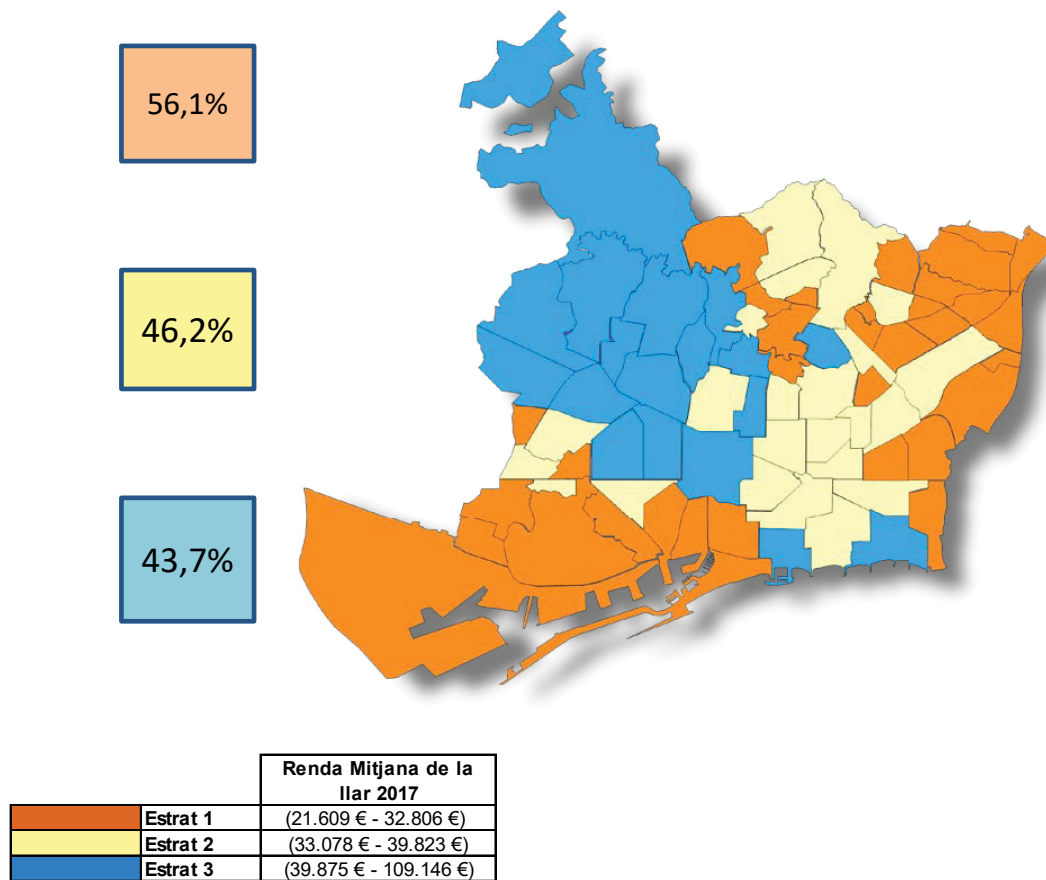 56,1%
46,2%
43,7%
Renda Mitjana de la
llar 2017
Estrat 1 (21.609 € - 32.806 €)
Estrat 2 (33.078 € - 39.823 €)
Estrat 3 (39.875 € - 109.146 €)